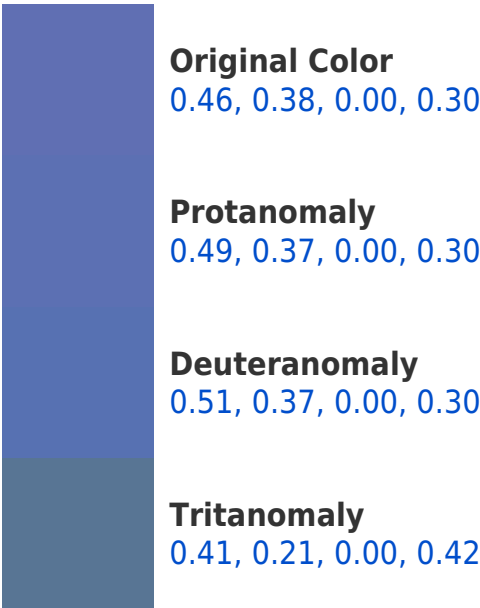 Original Color
0.46, 0.38, 0.00, 0.30
Protanomaly
0.49, 0.37, 0.00, 0.30
Deuteranomaly
0.51, 0.37, 0.00, 0.30
Tritanomaly
0.41, 0.21, 0.00, 0.42